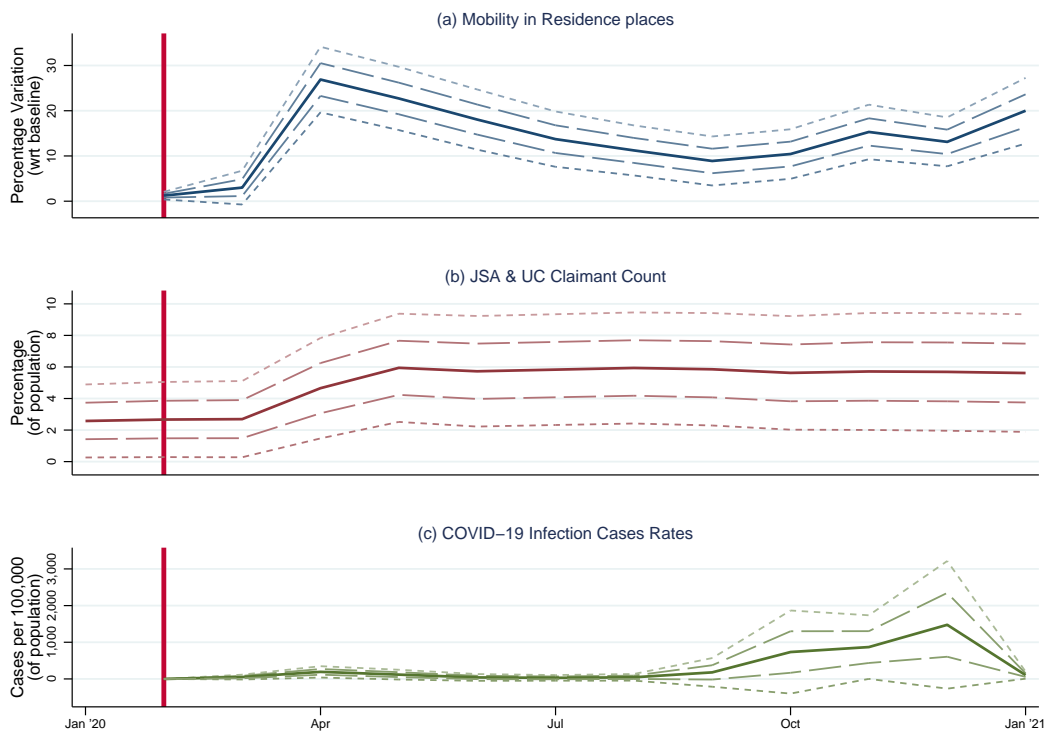 (a) Mobility in Residence places
Percentage Variation
(wrt baseline)
30
20
10
0
(b) JSA & UC Claimant Count
Percentage
(of population)
10
8
6
4
2
0
(c) COVID−19 Infection Cases Rates
Cases per 100,000
(of population)
3,000
2,000
1,000
0
Jan '20 Apr Jul Oct Jan '21